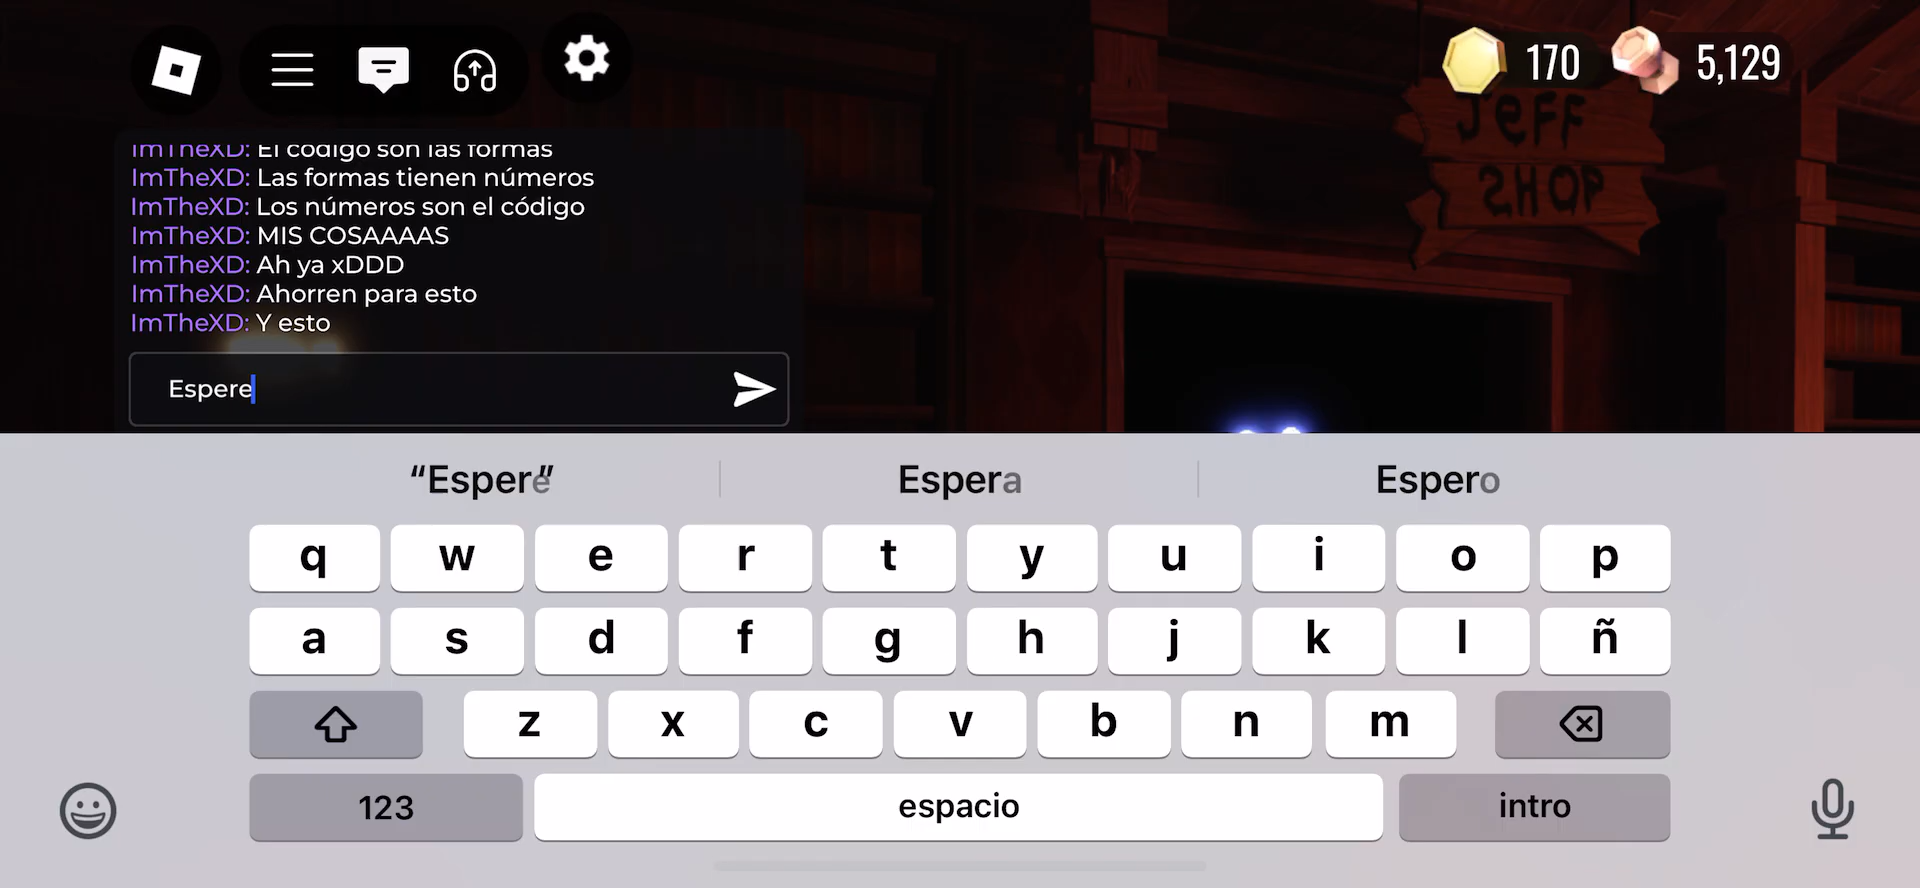 170
5,129
JEFF
SHOP
ImTheXD: El código son las formas
ImTheXD: Las formas tienen números
ImTheXD: Los números son el código
ImTheXD: MIS COSAAAAS
ImTheXD: Ah ya xDDD
ImTheXD: Ahorren para esto
ImTheXD: Y esto
Espere
“Espere” Espera Espero
q w e r t y u i o p
a s d f g h j k l ñ
z x c v b n m
123 espacio intro